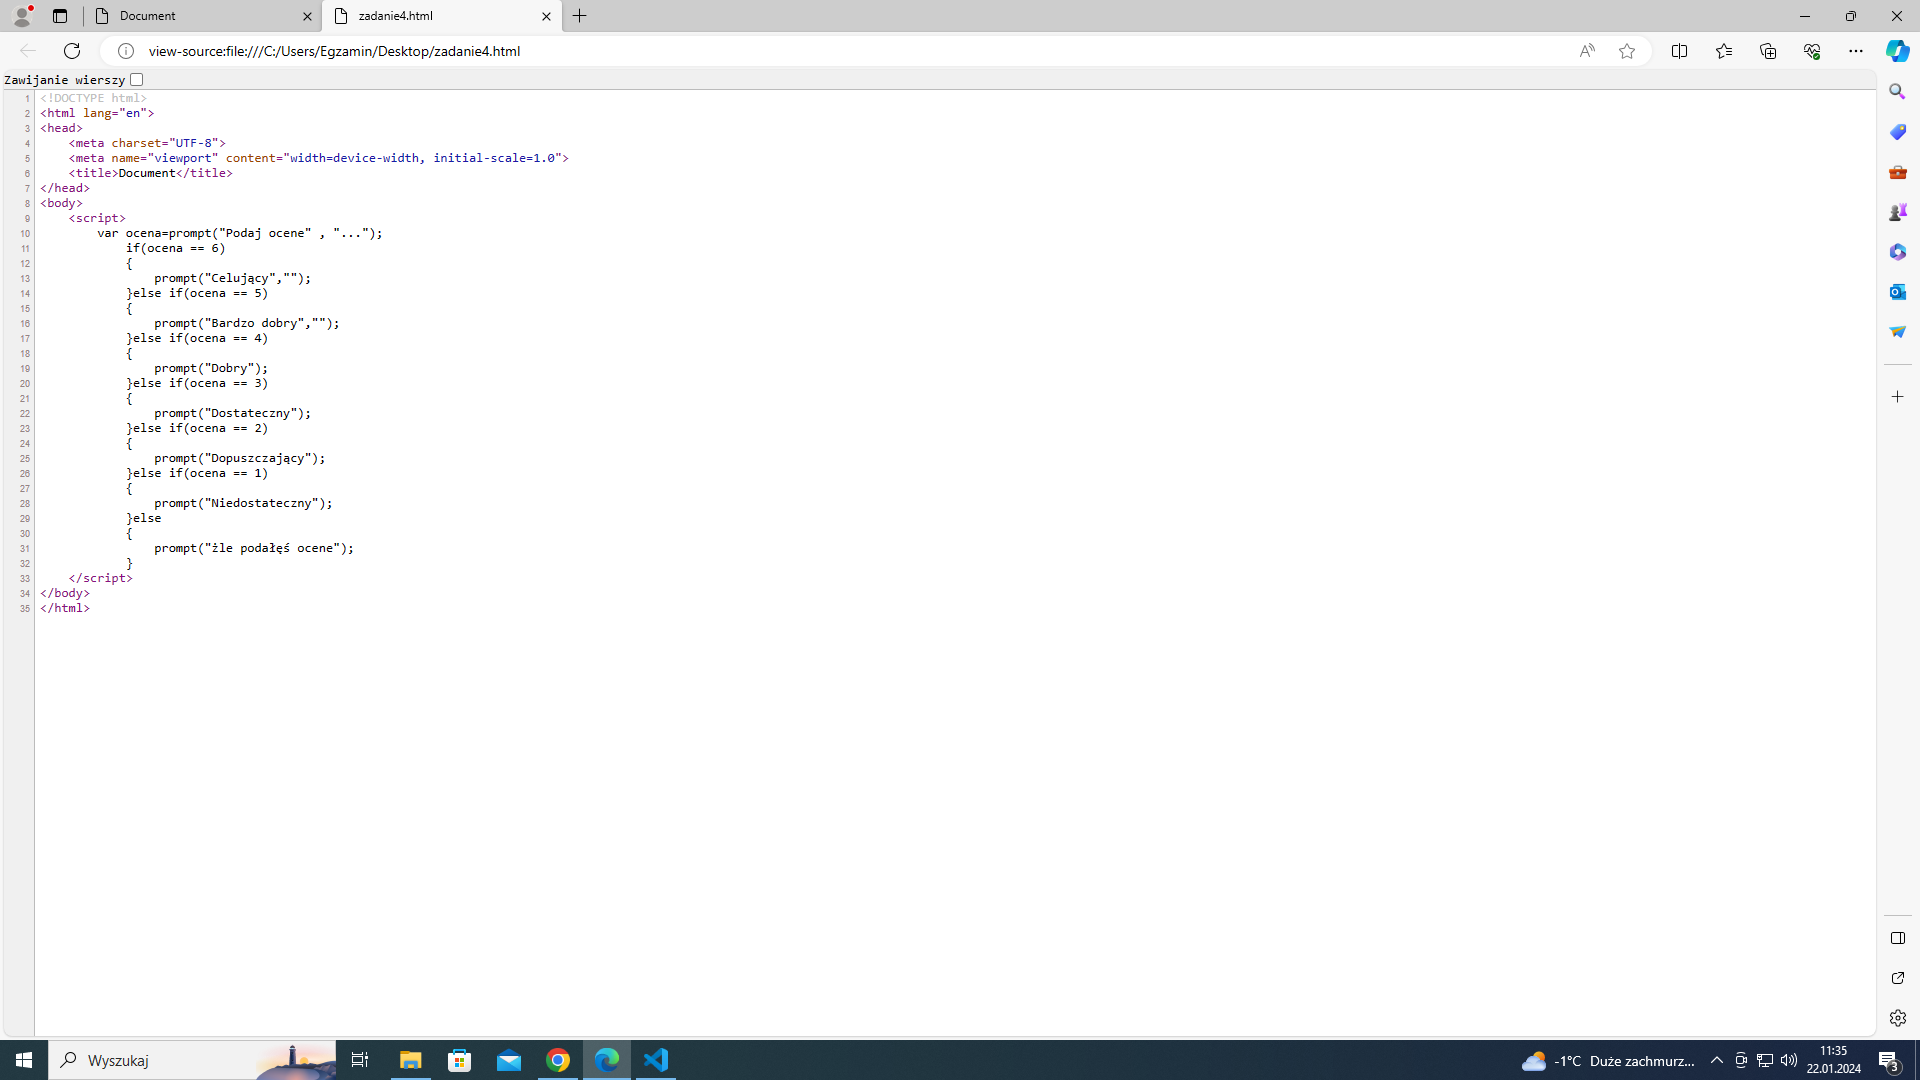 Document
zadanie4.html
view-source:file:///C:/Users/Egzamin/Desktop/zadanie4.html
Zawijanie wierszy
1 <!DOCTYPE html>
2 <html lang="en">
3 <head>
4     <meta charset="UTF-8">
5     <meta name="viewport" content="width=device-width, initial-scale=1.0">
6     <title>Document</title>
7 </head>
8 <body>
9     <script>
10         var ocena=prompt("Podaj ocene" , "...");
11             if(ocena == 6)
12             {
13                 prompt("Celujący","");
14             }else if(ocena == 5)
15             {
16                 prompt("Bardzo dobry","");
17             }else if(ocena == 4)
18             {
19                 prompt("Dobry");
20             }else if(ocena == 3)
21             {
22                 prompt("Dostateczny");
23             }else if(ocena == 2)
24             {
25                 prompt("Dopuszczający");
26             }else if(ocena == 1)
27             {
28                 prompt("Niedostateczny");
29             }else
30             {
31                 prompt("żle podałęś ocene");
32             }
33     </script>
34 </body>
35 </html>
Wyszukaj
-1°C Duże zachmurz...
11:35
22.01.2024
3